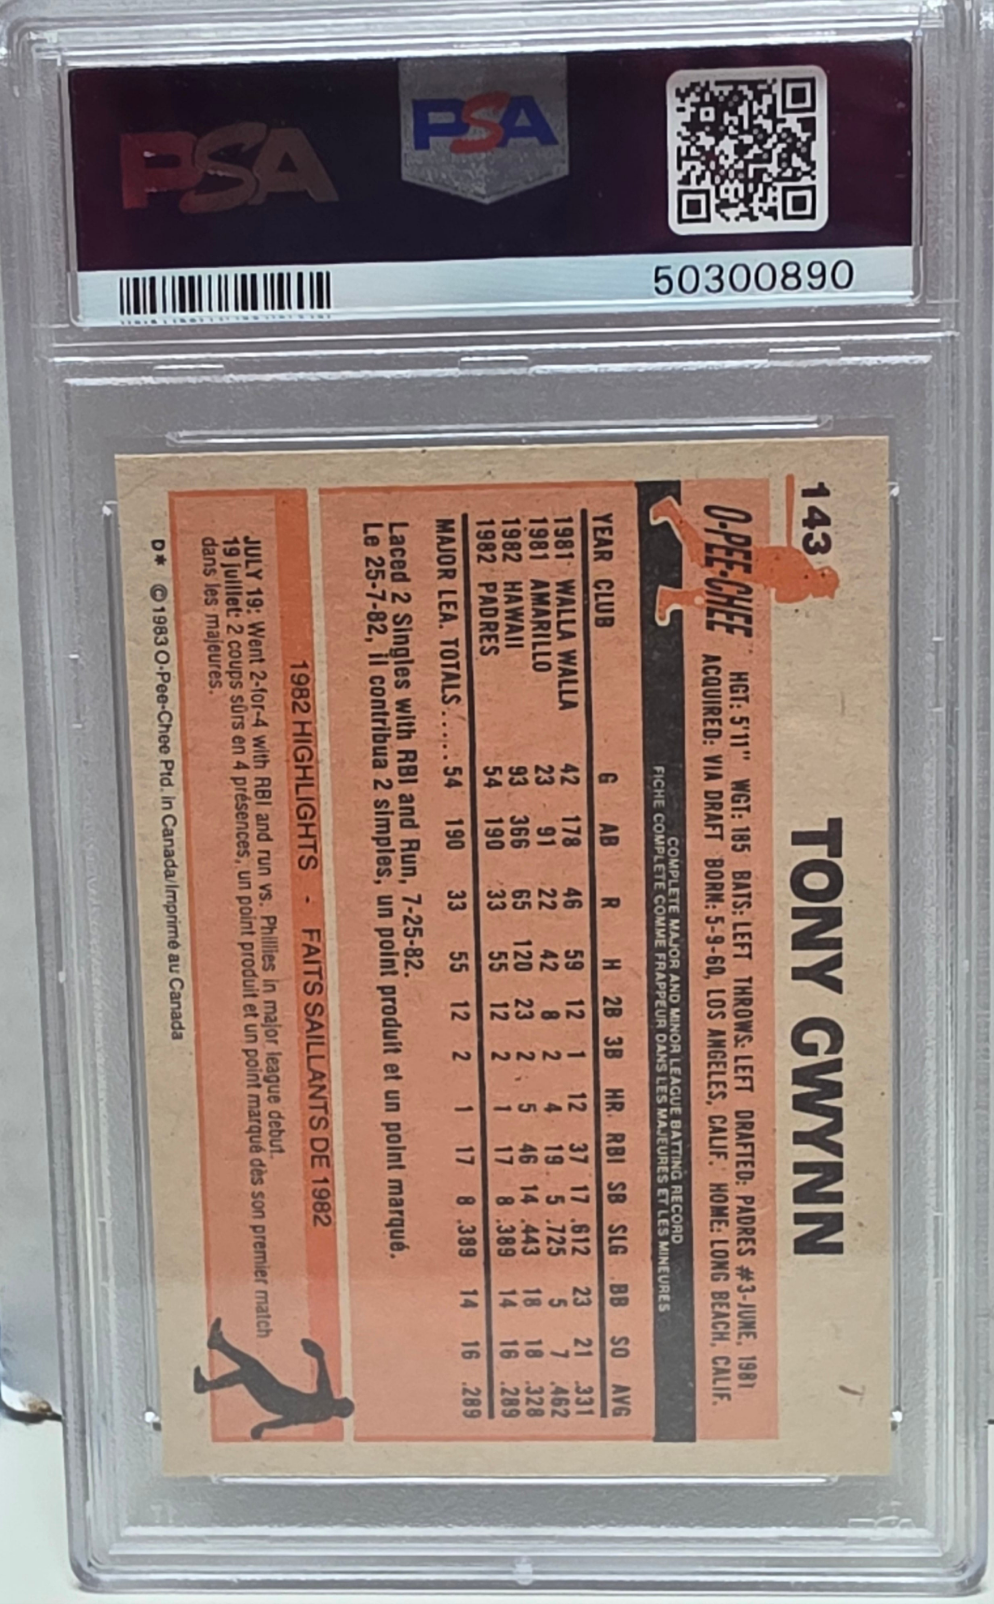 PSA
PSA
50300890
143
TONY GWYNN
O-PEE-CHEE
HGT: 5'11" WGT: 185 BATS: LEFT THROWS: LEFT DRAFTED: PADRES #3-JUNE, 1981
ACQUIRED: VIA DRAFT BORN: 5-9-60, LOS ANGELES, CALIF. HOME: LONG BEACH, CALIF.
COMPLETE MAJOR AND MINOR LEAGUE BATTING RECORD
FICHE COMPLETE COMME FRAPPEUR DANS LES MAJEURES ET LES MINEURES
YEAR CLUB G AB R H 2B 3B HR RBI SB SLG BB SO AVG
1981 WALLA WALLA 42 178 46 59 12 1 12 37 17 .612 23 21 .331
1981 AMARILLO 23 91 22 42 8 2 4 19 5 .725 5 7 .462
1982 HAWAII 93 366 65 120 23 2 5 46 14 .443 18 18 .328
1982 PADRES 54 190 33 55 12 2 1 17 8 .389 14 16 .289
MAJOR LEA. TOTALS..... 54 190 33 55 12 2 1 17 8 .389 14 16 .289
Laced 2 Singles with RBI and Run, 7-25-82.
Le 25-7-82, il contribua 2 simples, un point produit et un point marqué.
1982 HIGHLIGHTS - FAITS SAILLANTS DE 1982
JULY 19: Went 2-for-4 with RBI and run vs. Phillies in major league debut.
19 juillet: 2 coups sûrs en 4 présences, un point produit et un point marqué dès son premier match
dans les majeures.
D* © 1983 O-Pee-Chee Ptd. in Canada/Imprimé au Canada